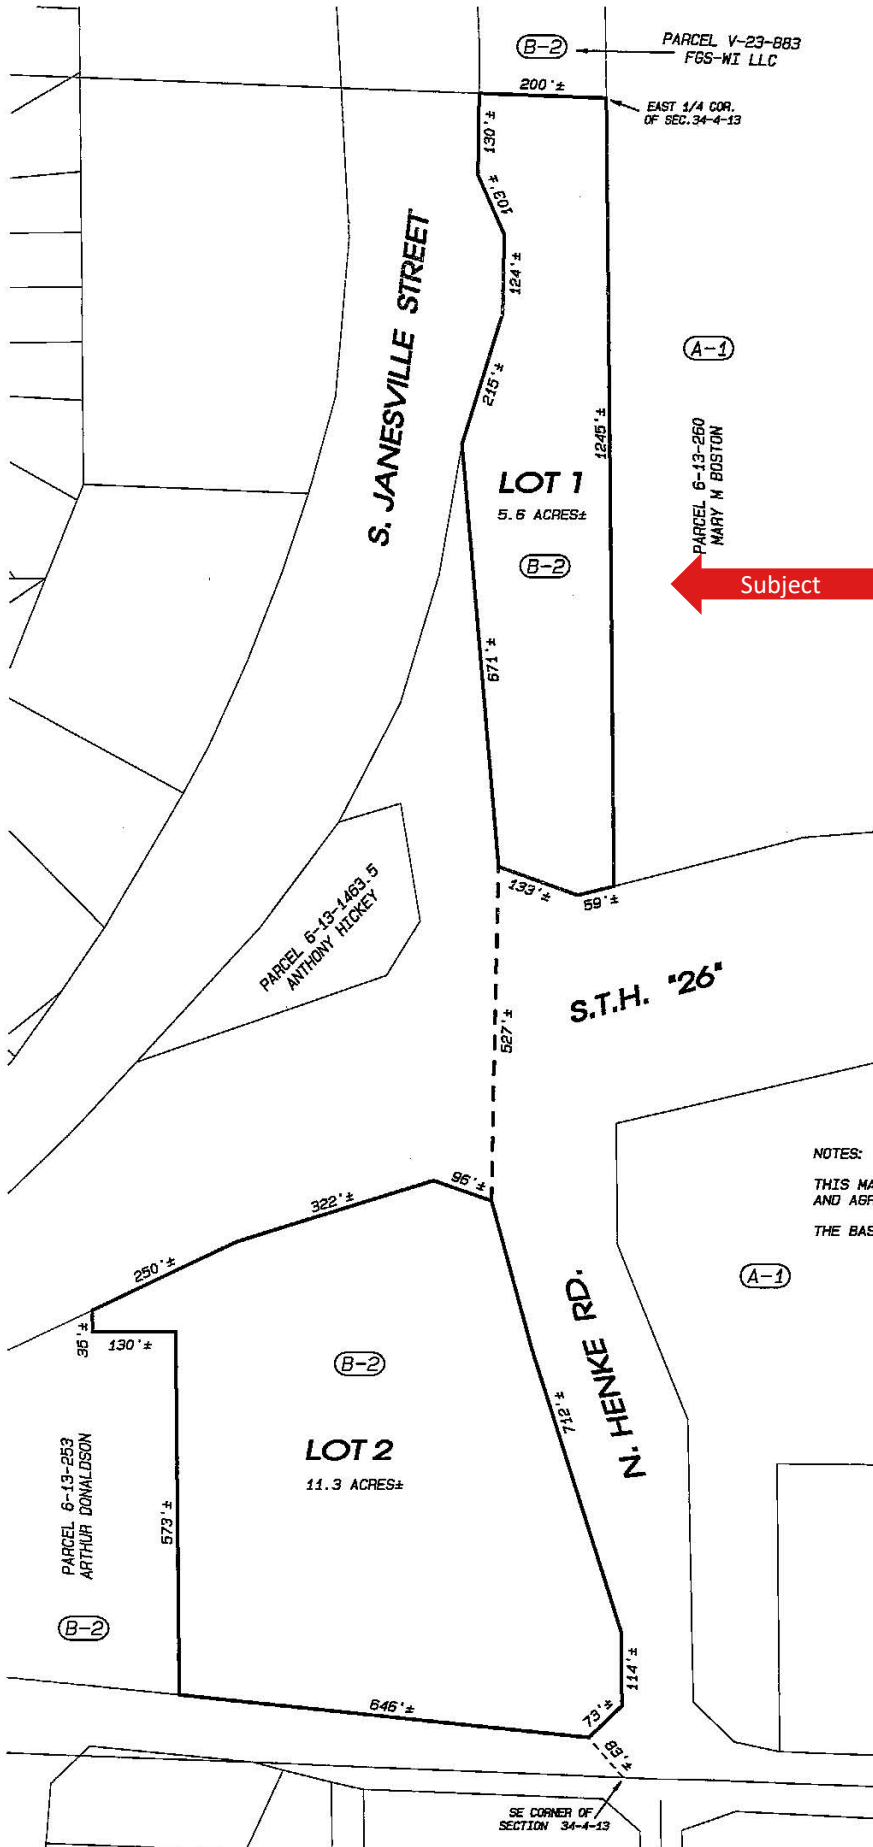 B-2
PARCEL V-23-883
FGS-WI LLC
200'±
EAST 1/4 COR.
OF SEC.34-4-13
130'±
103'±
124'±
215'±
S. JANESVILLE STREET
A-1
1245'±
PARCEL 6-13-260
MARY M BOSTON
LOT 1
5.6 ACRES±
B-2
Subject
671'±
133'±
59'±
PARCEL 6-13-1463.5
ANTHONY HICKEY
S.T.H. "26"
527'±
NOTES:
THIS MA
AND AGR
THE BAS
96'±
322'±
250'±
35'±
130'±
A-1
B-2
N. HENKE RD.
712'±
LOT 2
11.3 ACRES±
PARCEL 6-13-253
ARTHUR DONALDSON
573'±
B-2
114'±
646'±
73'±
83'±
SE CORNER OF
SECTION 34-4-13